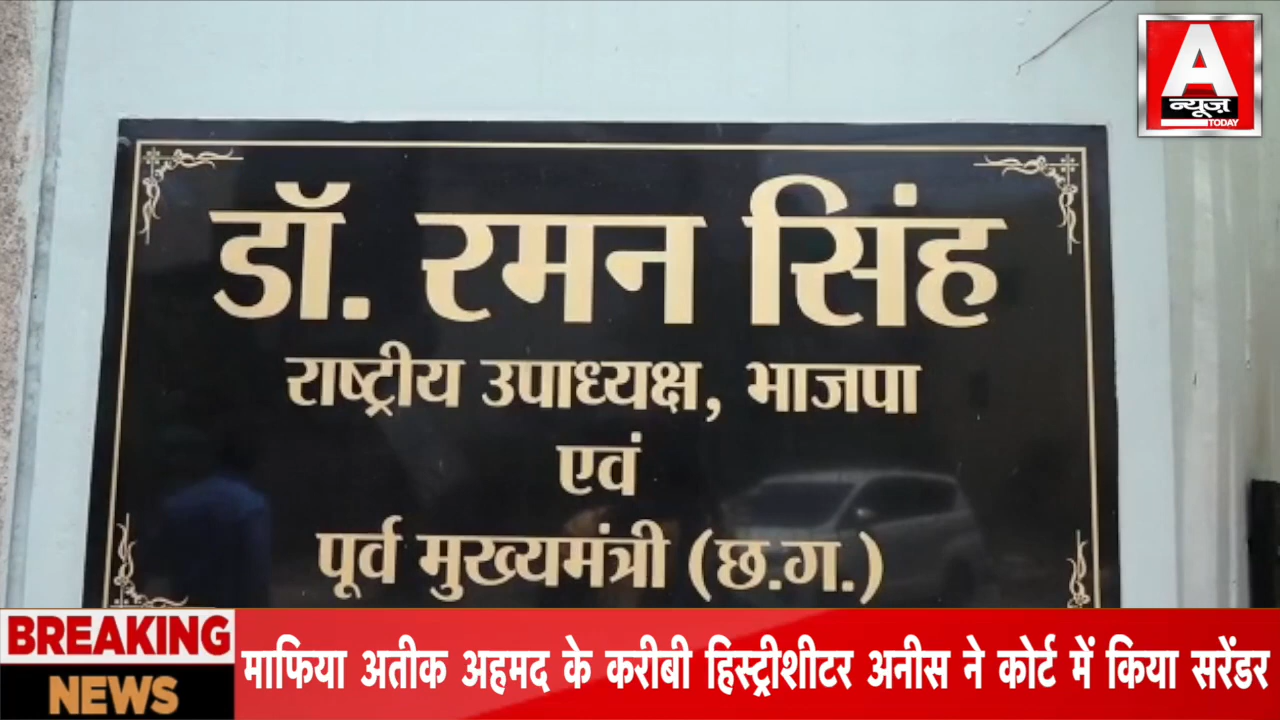 A
न्यूज़
TODAY
डॉ. रमन सिंह
राष्ट्रीय उपाध्यक्ष, भाजपा
एवं
पूर्व मुख्यमंत्री (छ.ग.)
BREAKING
NEWS
माफिया अतीक अहमद के करीबी हिस्ट्रीशीटर अनीस ने कोर्ट में किया सरेंडर